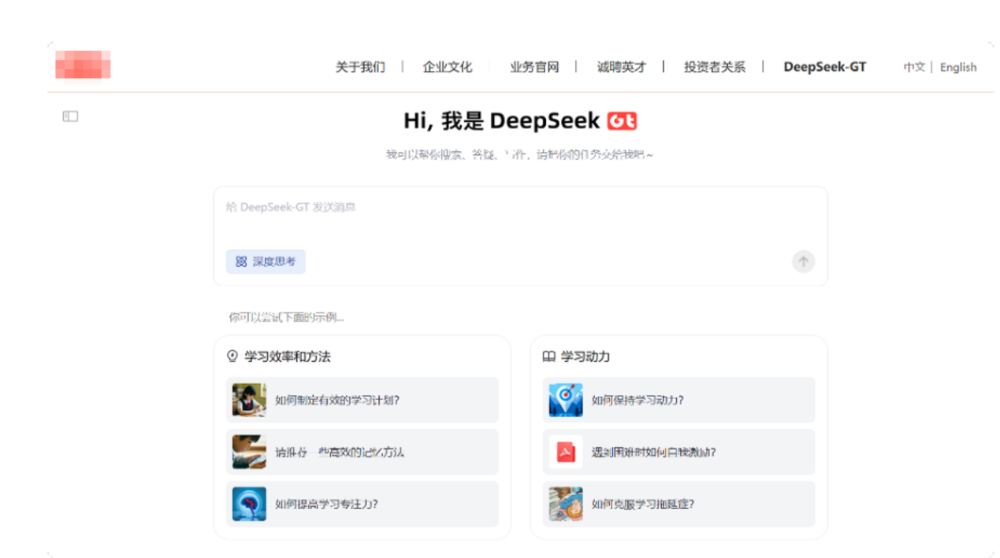 关于我们 | 企业文化 | 业务官网 | 诚聘英才 | 投资者关系 | DeepSeek-GT 中文 | English
Hi, 我是 DeepSeek Gt
我可以帮你搜索、答疑、写作，请把你的任务交给我吧~
给 DeepSeek-GT 发送消息
深度思考
你可以尝试下面的示例...
学习效率和方法
如何制定有效的学习计划?
请推荐一些高效的记忆方法
如何提高学习专注力?
学习动力
如何保持学习动力?
遇到困难时如何自我激励?
如何克服学习拖延症?